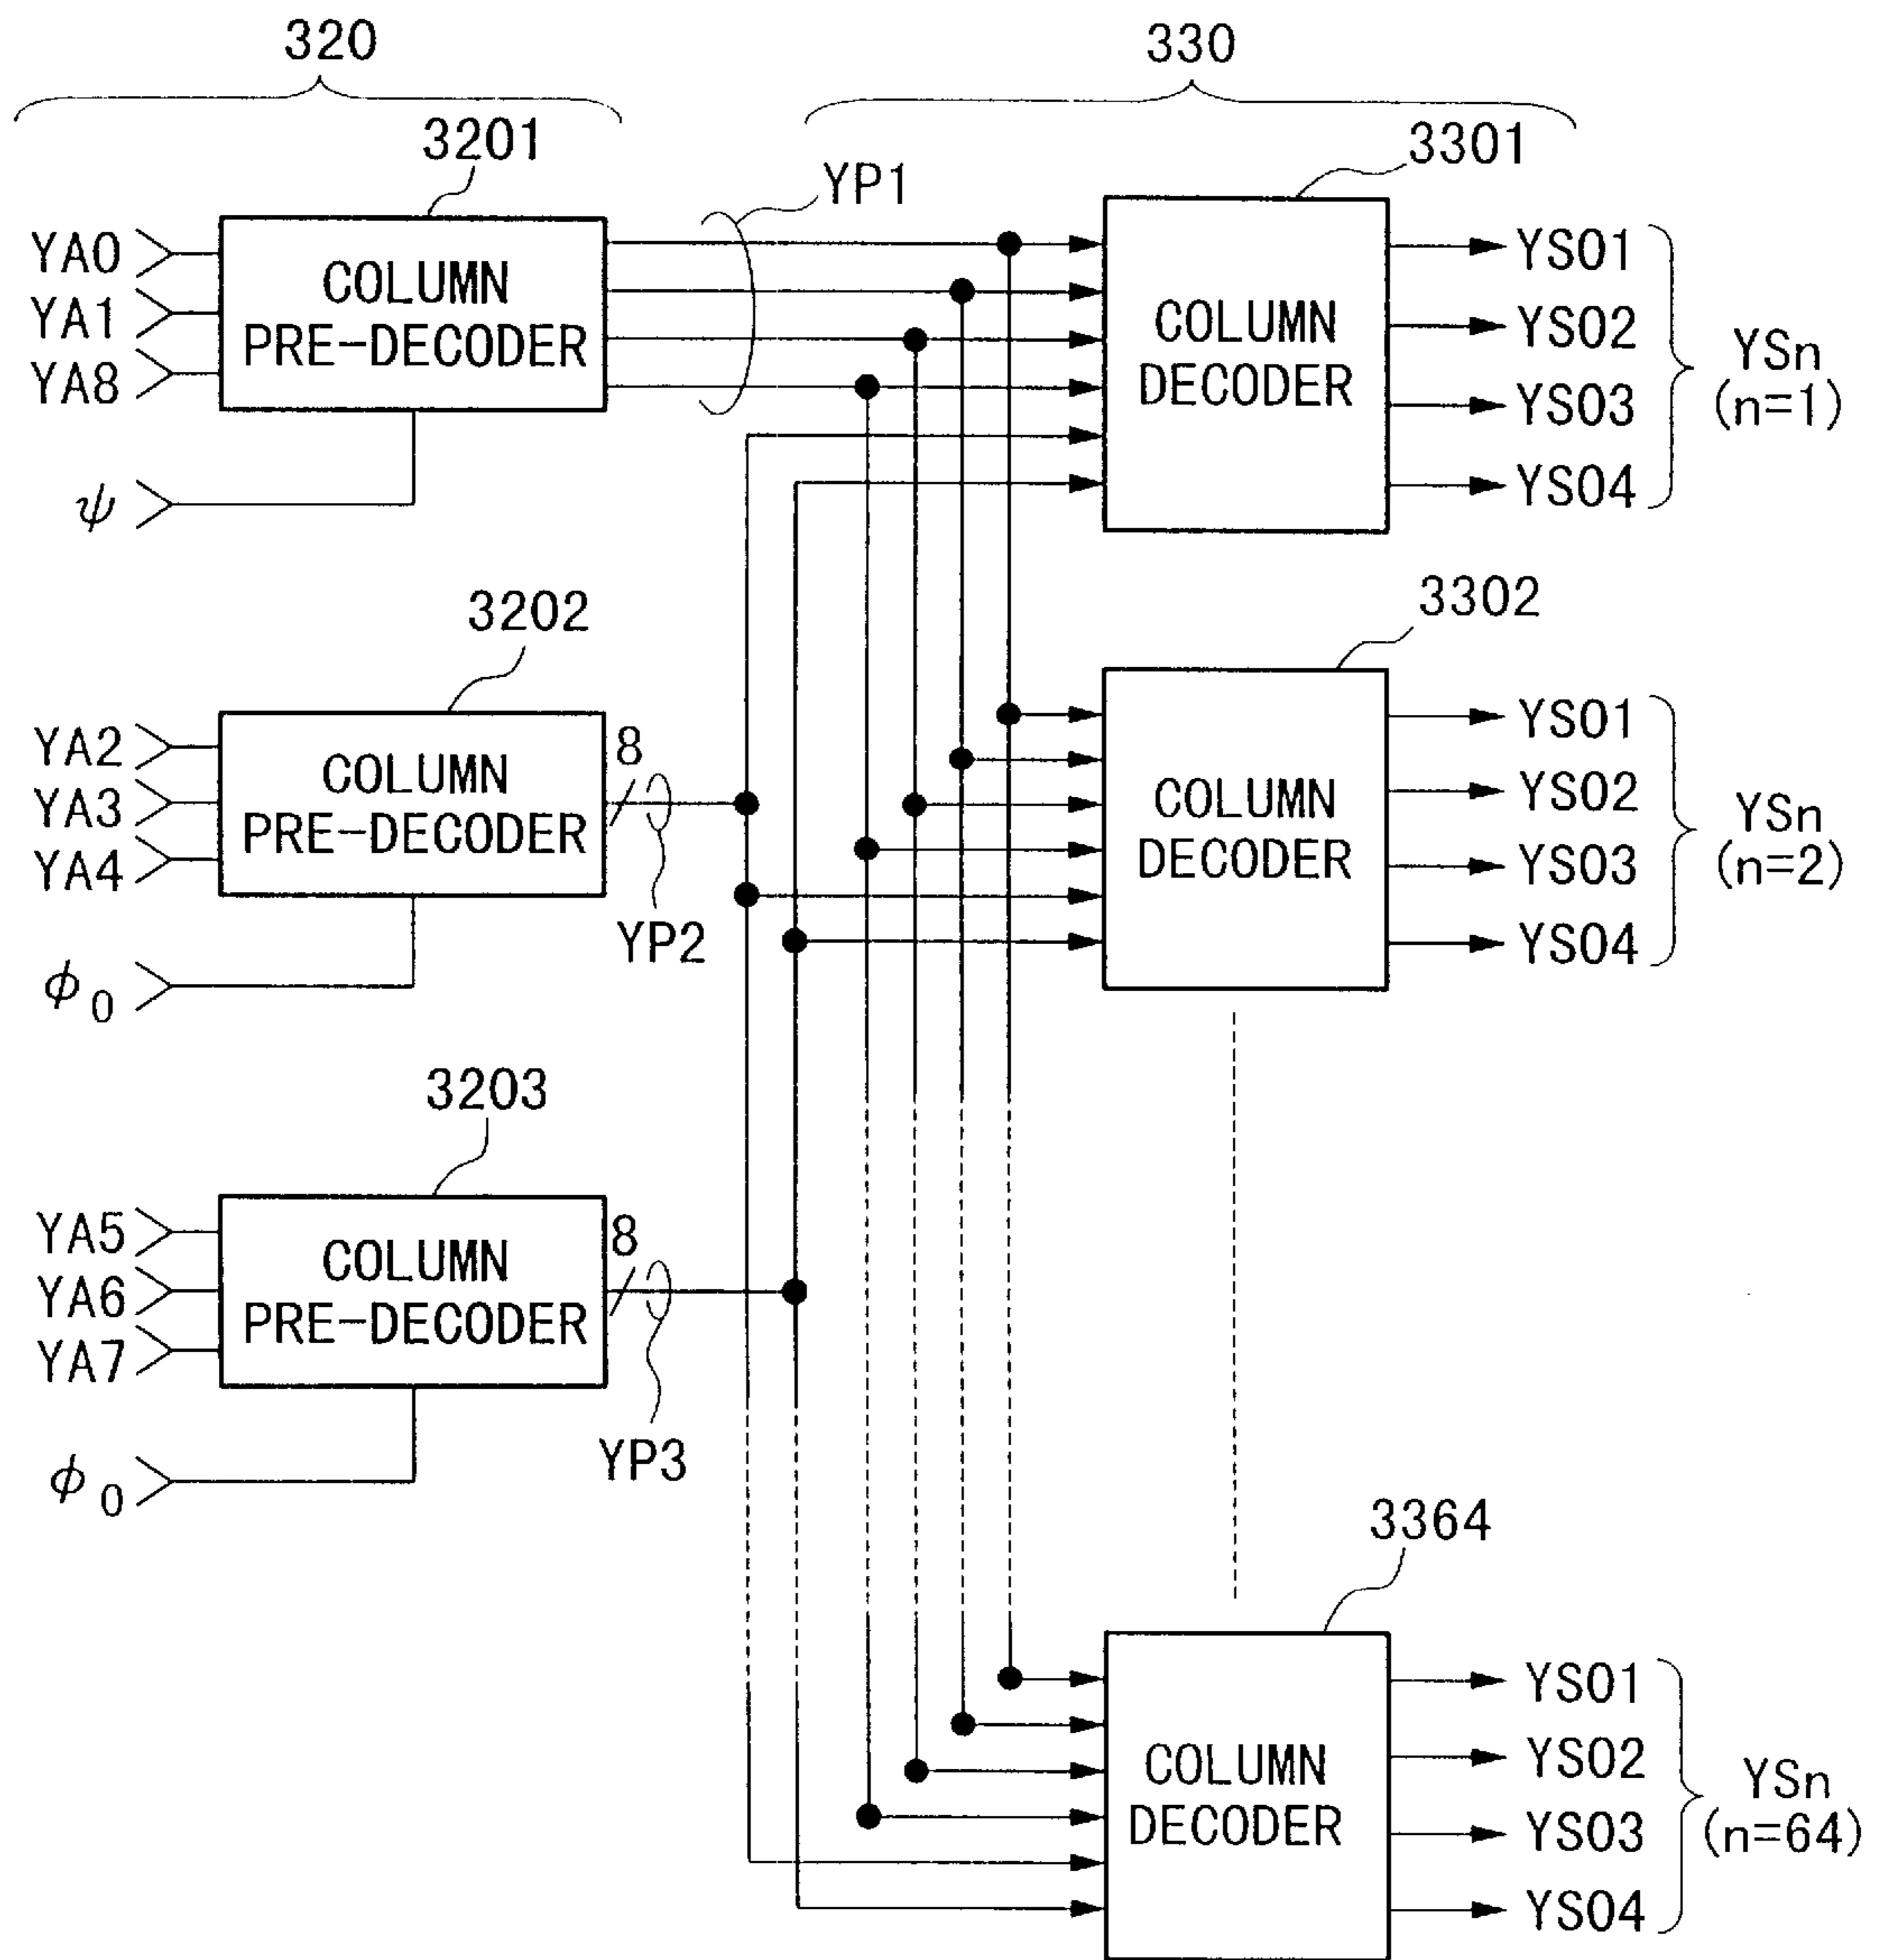 320
330
3201
3301
YP1
YA0
YA1
YA8
COLUMN
PRE-DECODER
ψ
COLUMN
DECODER
YS01
YS02
YS03
YS04
YSn
(n=1)
3202
3302
YA2
YA3
YA4
COLUMN
PRE-DECODER
8
YP2
φ0
COLUMN
DECODER
YS01
YS02
YS03
YS04
YSn
(n=2)
3203
YA5
YA6
YA7
COLUMN
PRE-DECODER
8
YP3
φ0
3364
COLUMN
DECODER
YS01
YS02
YS03
YS04
YSn
(n=64)